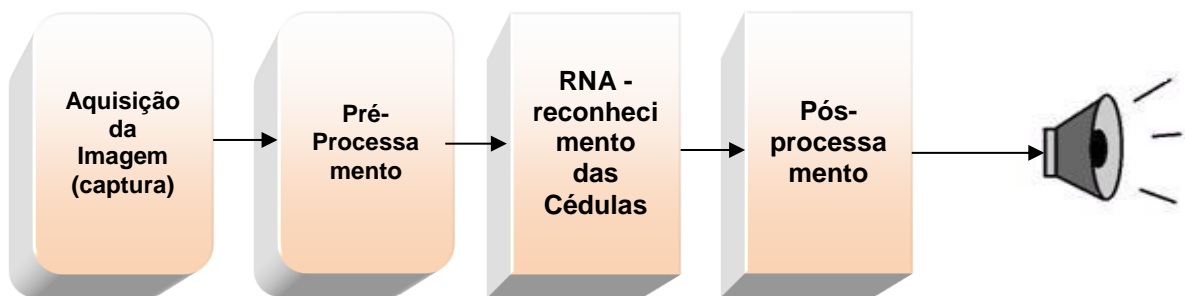 Aquisição
da
Imagem
(captura)
Pré-
Processa
mento
RNA -
reconheci
mento
das
Cédulas
Pós-
processa
mento